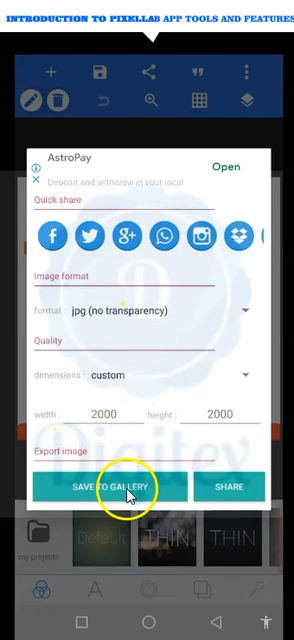 INTRODUCTION TO PIXELLAB APP TOOLS AND FEATURES
AstroPay
Open
Deposit and withdraw in your local
Quick share
Image format
format : jpg (no transparency)
Quality
dimensions : custom
width : 2000 height : 2000
Export image
SAVE TO GALLERY SHARE
Digitex
my projects Default THIN THIN